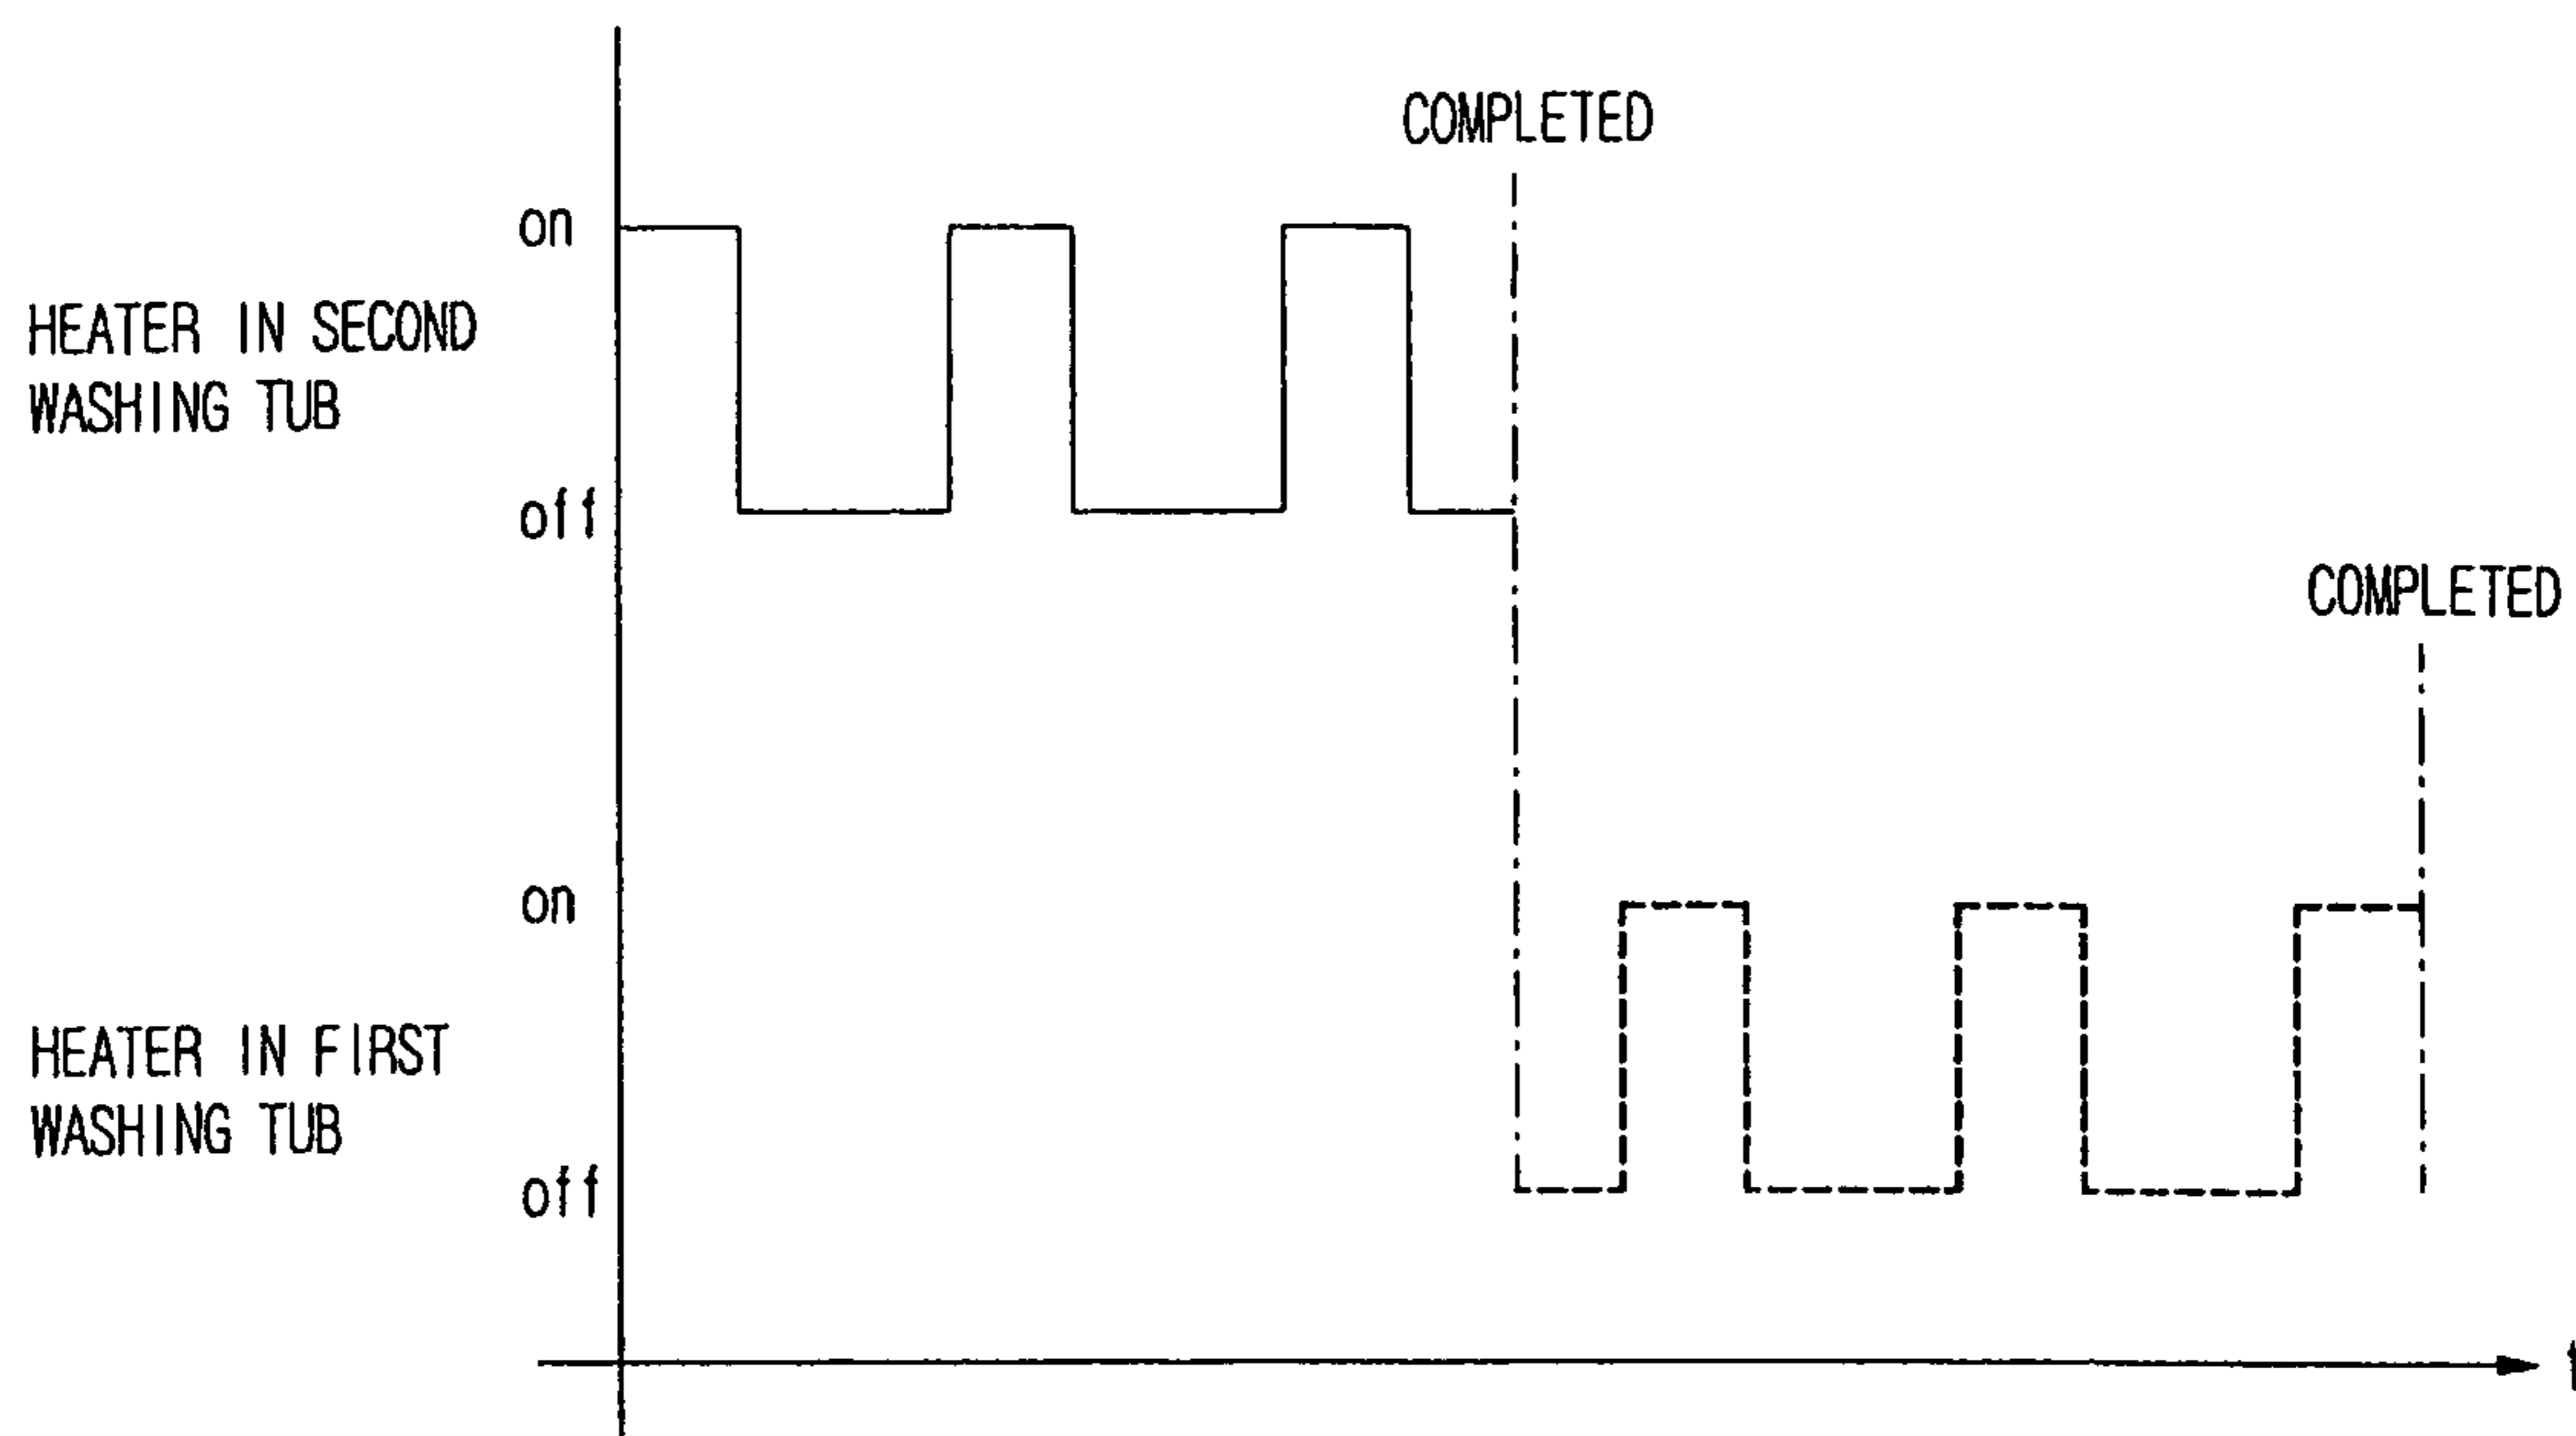 COMPLETED
on
HEATER IN SECOND
WASHING TUB
off
COMPLETED
on
HEATER IN FIRST
WASHING TUB
off
t